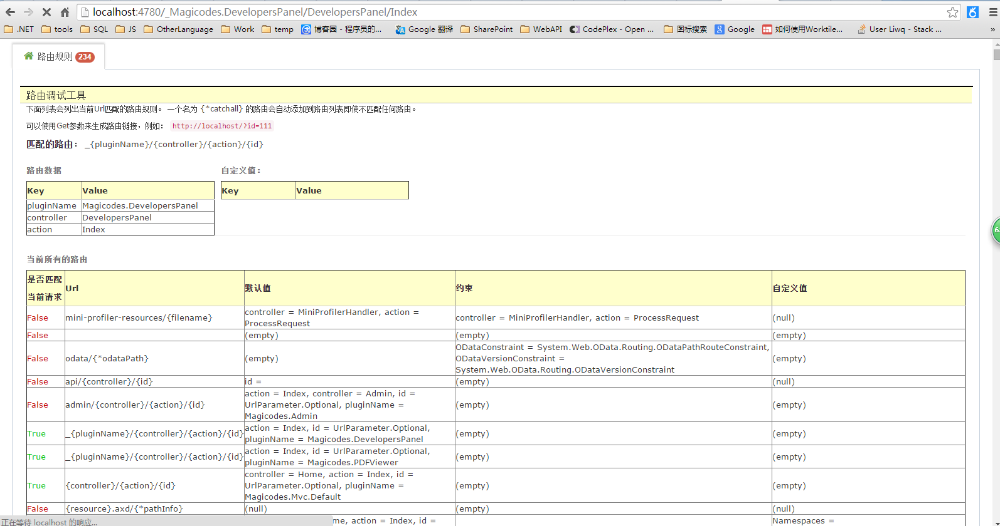 localhost:4780/_Magicodes.DevelopersPanel/DevelopersPanel/Index
.NET tools SQL JS OtherLanguage Work temp 博客园 - 程序员的... Google 翻译 SharePoint WebAPI CodePlex - Open ... 图标搜索 Google 如何使用Worktile... User Liwq - Stack ... »
路由规则 234
路由调试工具
下面列表会列出当前Url匹配的路由规则。 一个名为 {*catchall} 的路由会自动添加到路由列表即使不匹配任何路由。
可以使用Get参数来生成路由链接，例如： http://localhost/?id=111
匹配的路由： _{pluginName}/{controller}/{action}/{id}
路由数据 自定义值：
Key Value Key Value
pluginName Magicodes.DevelopersPanel
controller DevelopersPanel
action Index
当前所有的路由
是否匹配
当前请求 Url 默认值 约束 自定义值
False mini-profiler-resources/{filename} controller = MiniProfilerHandler, action =
ProcessRequest controller = MiniProfilerHandler, action = ProcessRequest (null)
False (empty) (empty) (empty)
False odata/{*odataPath} (empty) ODataConstraint = System.Web.OData.Routing.ODataPathRouteConstraint,
ODataVersionConstraint =
System.Web.OData.Routing.ODataVersionConstraint (empty)
False api/{controller}/{id} id = (empty) (null)
False admin/{controller}/{action}/{id} action = Index, controller = Admin, id =
UrlParameter.Optional, pluginName =
Magicodes.Admin (empty) (empty)
True _{pluginName}/{controller}/{action}/{id} action = Index, id = UrlParameter.Optional,
pluginName = Magicodes.DevelopersPanel (empty) (empty)
True _{pluginName}/{controller}/{action}/{id} action = Index, id = UrlParameter.Optional,
pluginName = Magicodes.PDFViewer (empty) (empty)
True {controller}/{action}/{id} controller = Home, action = Index, id =
UrlParameter.Optional, pluginName =
Magicodes.Mvc.Default (empty) (empty)
False {resource}.axd/{*pathInfo} (null) (empty) (null)
me, action = Index, id = Namespaces =
正在等待 localhost 的响应...